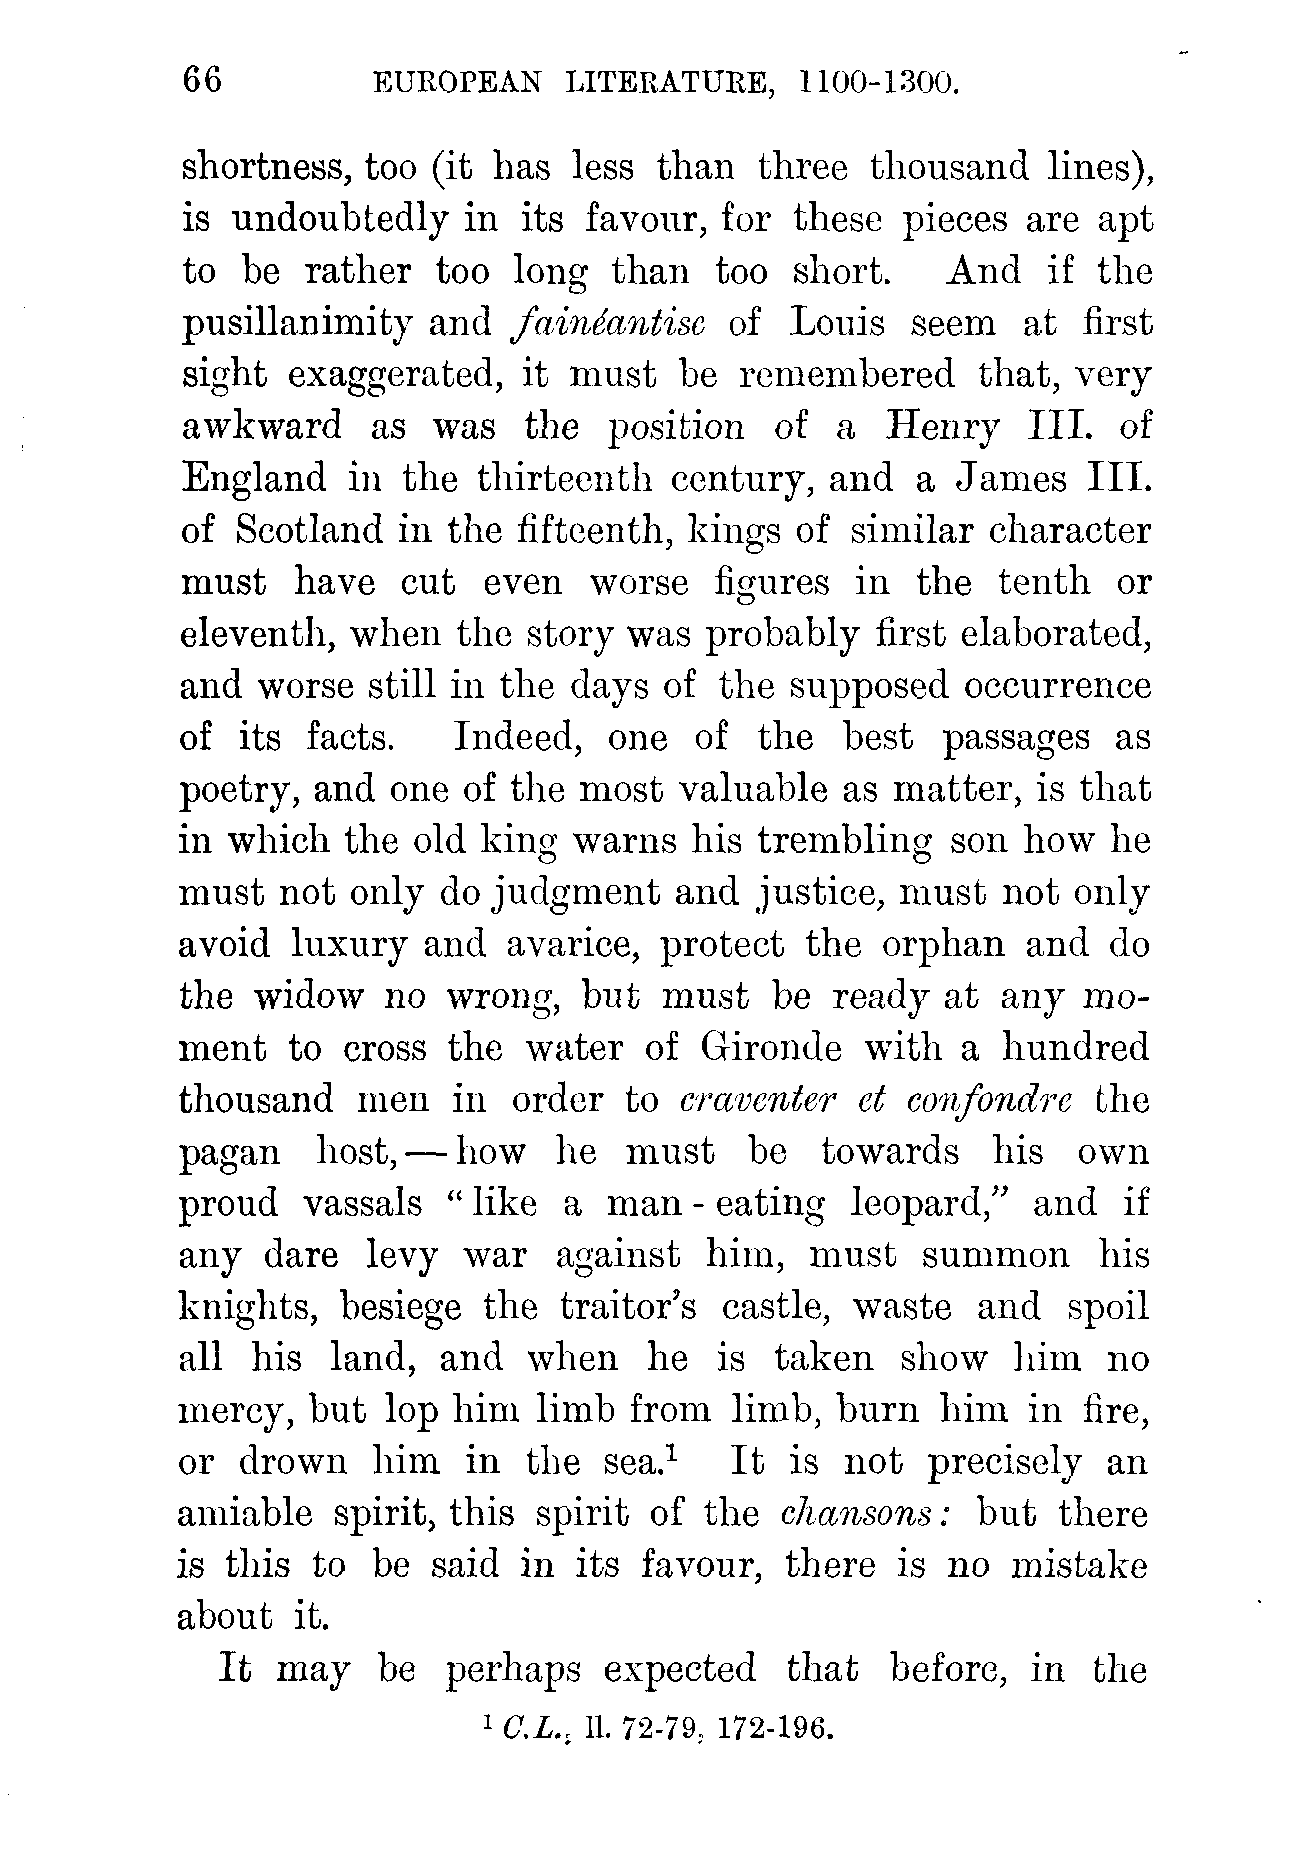 66 EUROPEAN LITERATURE, 1100-1300.
shortness, too (it has less than three thousand lines),
is undoubtedly in its favour, for these pieces are apt
to be rather too long than too short. And if the
pusillanimity and fainéantise of Louis seem at first
sight exaggerated, it must be remembered that, very
awkward as was the position of a Henry III. of
England in the thirteenth century, and a James III.
of Scotland in the fifteenth, kings of similar character
must have cut even worse figures in the tenth or
eleventh, when the story was probably first elaborated,
and worse still in the days of the supposed occurrence
of its facts. Indeed, one of the best passages as
poetry, and one of the most valuable as matter, is that
in which the old king warns his trembling son how he
must not only do judgment and justice, must not only
avoid luxury and avarice, protect the orphan and do
the widow no wrong, but must be ready at any mo-
ment to cross the water of Gironde with a hundred
thousand men in order to craventer et confondre the
pagan host,—how he must be towards his own
proud vassals “like a man-eating leopard,” and if
any dare levy war against him, must summon his
knights, besiege the traitor’s castle, waste and spoil
all his land, and when he is taken show him no
mercy, but lop him limb from limb, burn him in fire,
or drown him in the sea.¹ It is not precisely an
amiable spirit, this spirit of the chansons: but there
is this to be said in its favour, there is no mistake
about it.
It may be perhaps expected that before, in the
¹ C.L., ll. 72-79, 172-196.